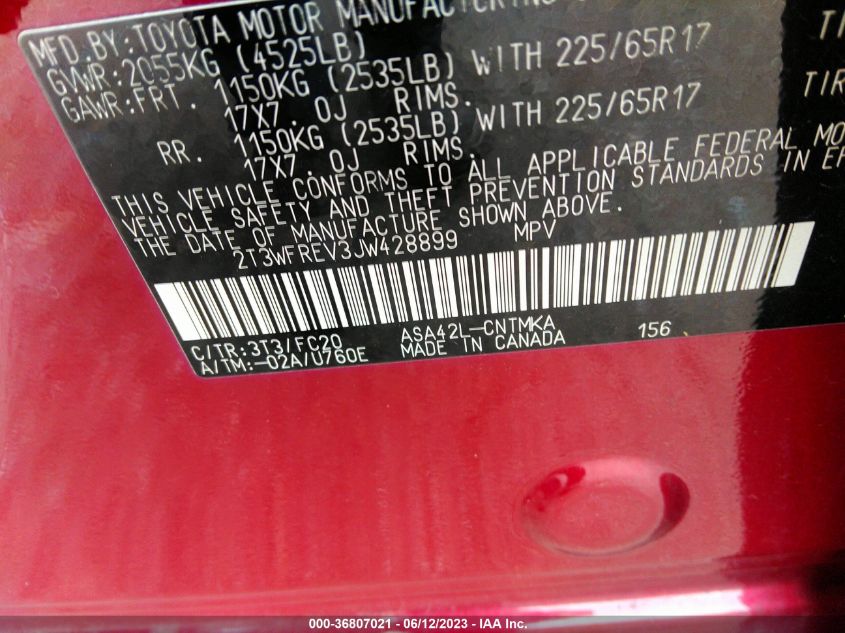 MFD.BY:TOYOTA MOTOR MANUFACTURING
GVWR:2055KG (4525LB)
GAWR:FRT. 1150KG (2535LB) WITH 225/65R17
17X7.0J RIMS.
RR. 1150KG (2535LB) WITH 225/65R17
17X7.0J RIMS.
THIS VEHICLE CONFORMS TO ALL APPLICABLE FEDERAL
VEHICLE SAFETY AND THEFT PREVENTION STANDARDS IN
THE DATE OF MANUFACTURE SHOWN ABOVE.
2T3WFREV3JW428899 MPV
C/TR:3T3/FC20 ASA42L-CNTMKA 156
A/TM:-02A/U760E MADE IN CANADA
000-36807021 - 06/12/2023 - IAA Inc.